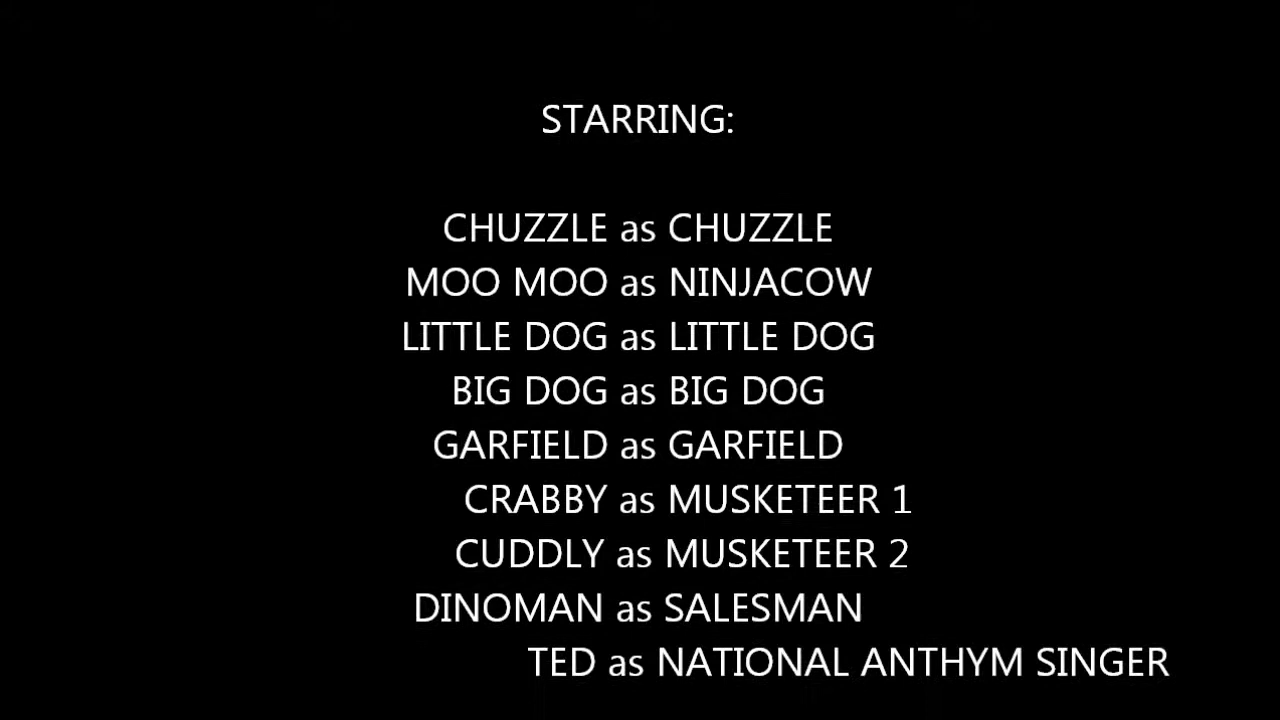 STARRING:
CHUZZLE as CHUZZLE
MOO MOO as NINJACOW
LITTLE DOG as LITTLE DOG
BIG DOG as BIG DOG
GARFIELD as GARFIELD
CRABBY as MUSKETEER 1
CUDDLY as MUSKETEER 2
DINOMAN as SALESMAN
TED as NATIONAL ANTHYM SINGER